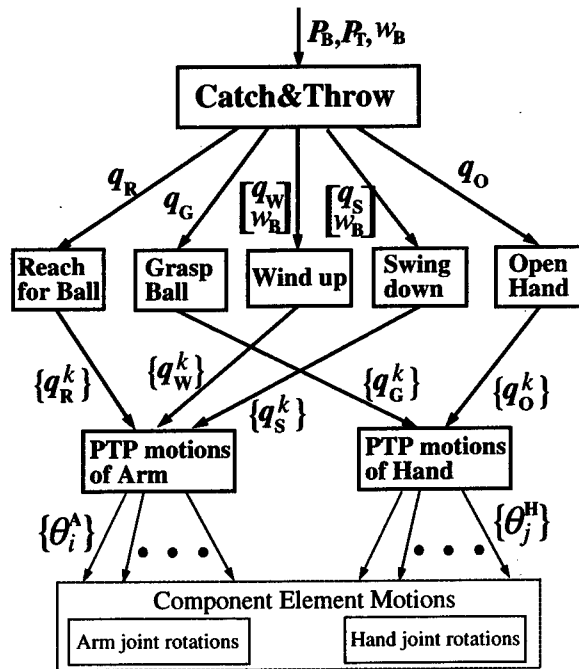 P_B, P_T, w_B
Catch&Throw
q_R
q_G
[q_W
w_B]
[q_S
w_B]
q_O
Reach
for Ball
Grasp
Ball
Wind up
Swing
down
Open
Hand
{q_R^k}
{q_W^k}
{q_S^k}
{q_G^k}
{q_O^k}
PTP motions
of Arm
PTP motions
of Hand
{θ_i^A}
• • •
• • •
{θ_j^H}
Component Element Motions
Arm joint rotations
Hand joint rotations